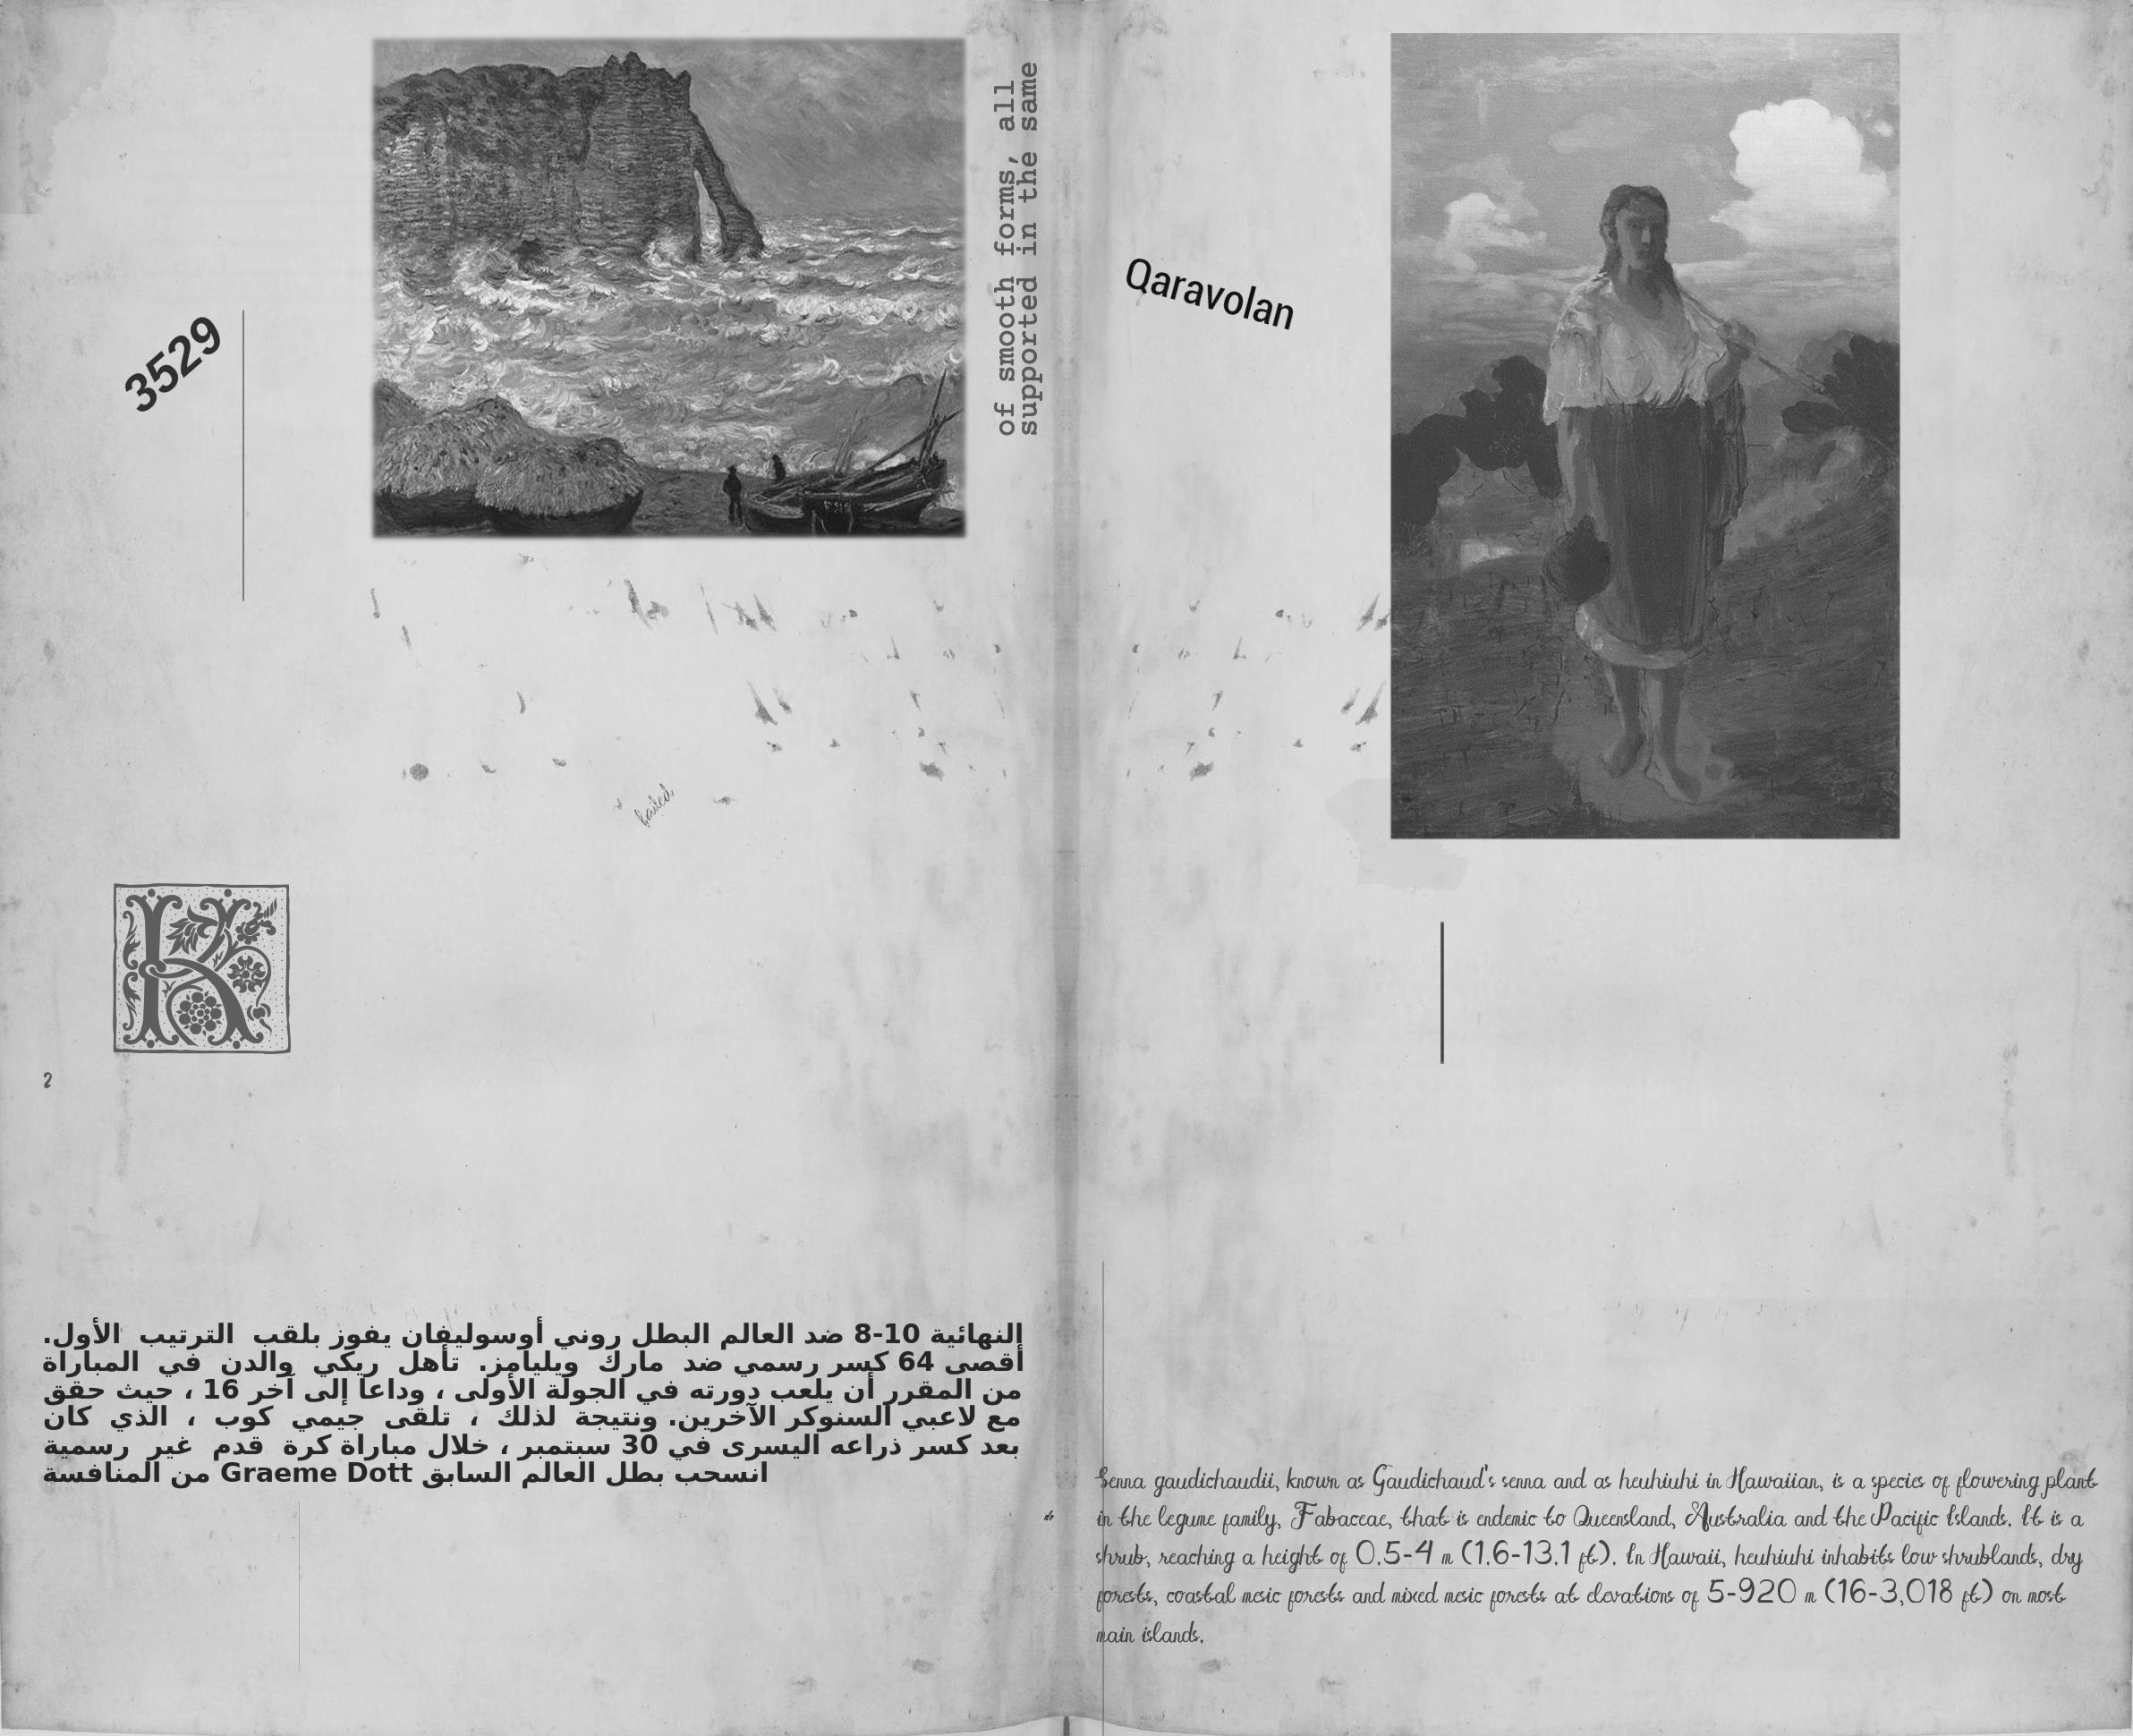 of smooth forms, all
supported in the same
3529
failed,
K
2
النهائية 10-8 ضد العالم البطل روني أوسوليفان يفوز بلقب الترتيب الأول.
أقصى 64 كسر رسمي ضد مارك ويليامز. تأهل ريكي والدن في المباراة
من المقرر أن يلعب دورته في الجولة الأولى ، وداعا إلى آخر 16 ، حيث حقق
مع لاعبي السنوكر الآخرين. ونتيجة لذلك ، تلقى جيمي كوب ، الذي كان
بعد كسر ذراعه اليسرى في 30 سبتمبر ، خلال مباراة كرة قدم غير رسمية
انسحب بطل العالم السابق Graeme Dott من المنافسة
Qaravolan
Senna gaudichaudii, known as Gaudichaud's senna and as heuhiuhi in Hawaiian, is a species of flowering plant
in the legume family, Fabaceae, that is endemic to Queensland, Australia and the Pacific Islands. It is a
shrub, reaching a height of 0.5-4 m (1.6-13.1 ft). In Hawaii, heuhiuhi inhabits low shrublands, dry
forests, coastal mesic forests and mixed mesic forests at elevations of 5-920 m (16-3,018 ft) on most
main islands.